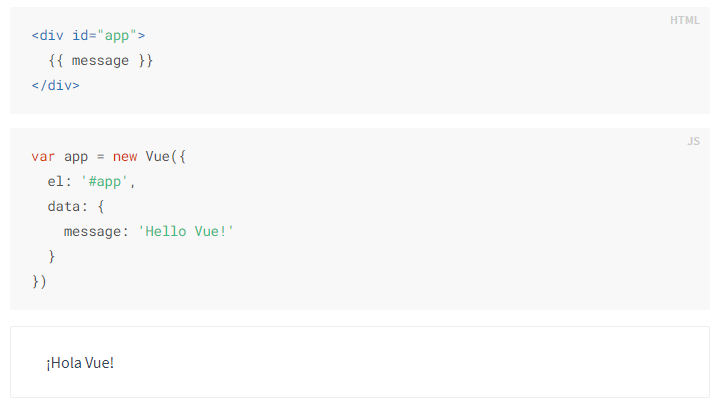 HTML
<div id="app">
  {{ message }}
</div>
JS
var app = new Vue({
  el: '#app',
  data: {
    message: 'Hello Vue!'
  }
})
¡Hola Vue!